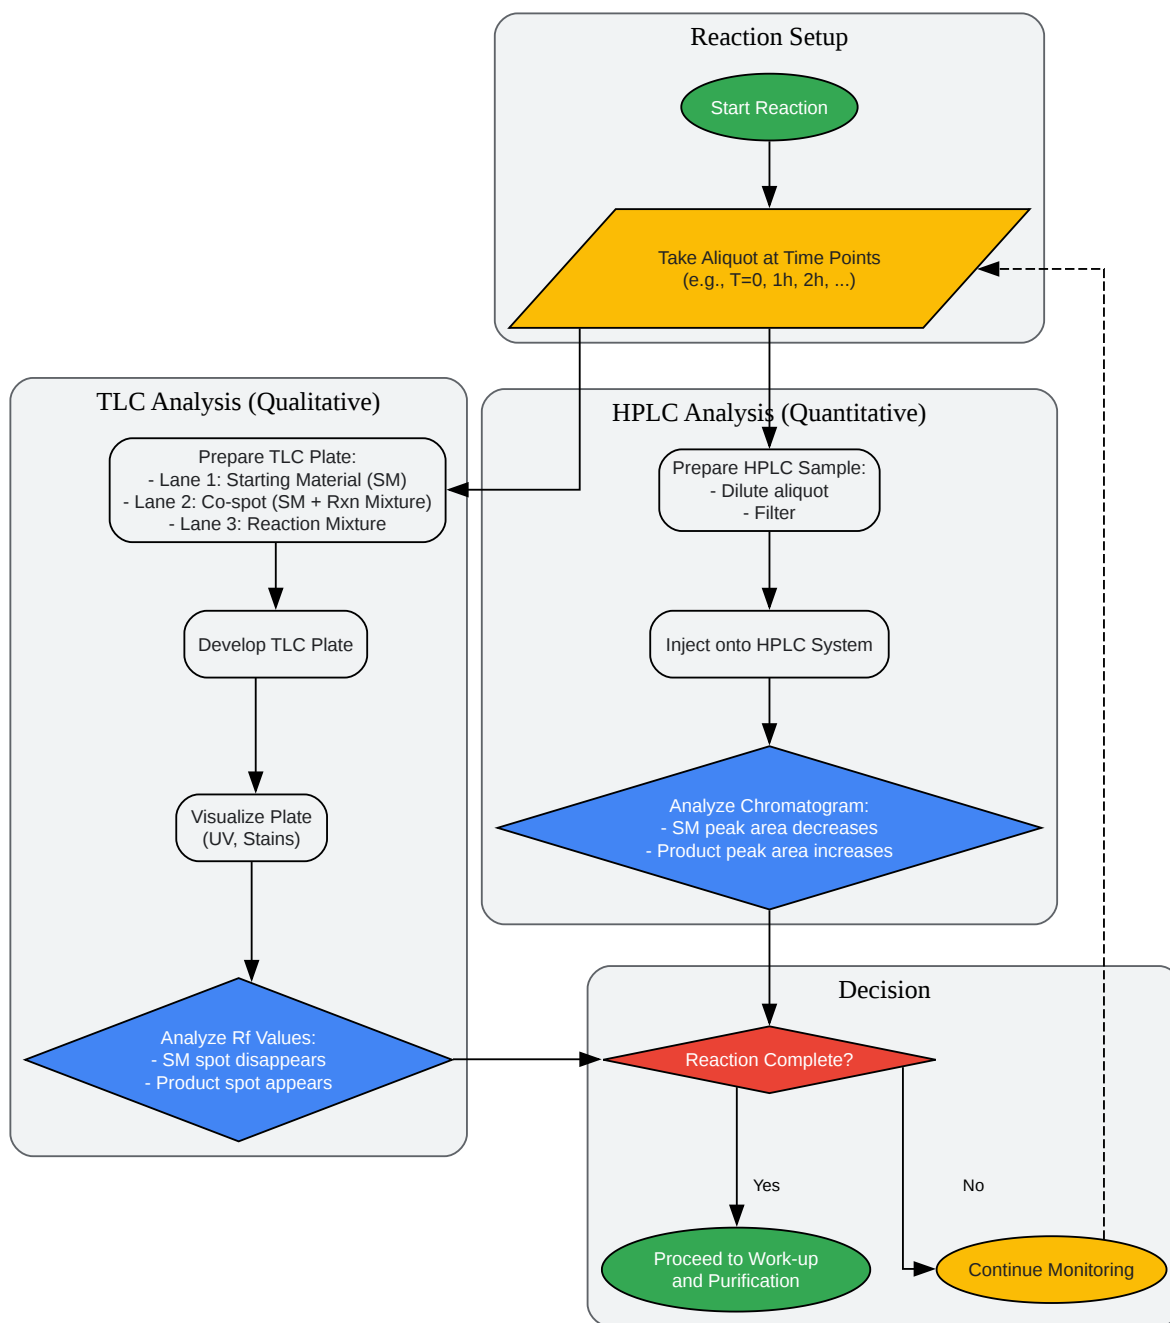 Reaction Setup
Start Reaction
Take Aliquot at Time Points
(e.g., T=0, 1h, 2h, ...)
TLC Analysis (Qualitative)
Prepare TLC Plate:
- Lane 1: Starting Material (SM)
- Lane 2: Co-spot (SM + Rxn Mixture)
- Lane 3: Reaction Mixture
Develop TLC Plate
Visualize Plate
(UV, Stains)
Analyze Rf Values:
- SM spot disappears
- Product spot appears
HPLC Analysis (Quantitative)
Prepare HPLC Sample:
- Dilute aliquot
- Filter
Inject onto HPLC System
Analyze Chromatogram:
- SM peak area decreases
- Product peak area increases
Decision
Reaction Complete?
Yes
No
Proceed to Work-up
and Purification
Continue Monitoring